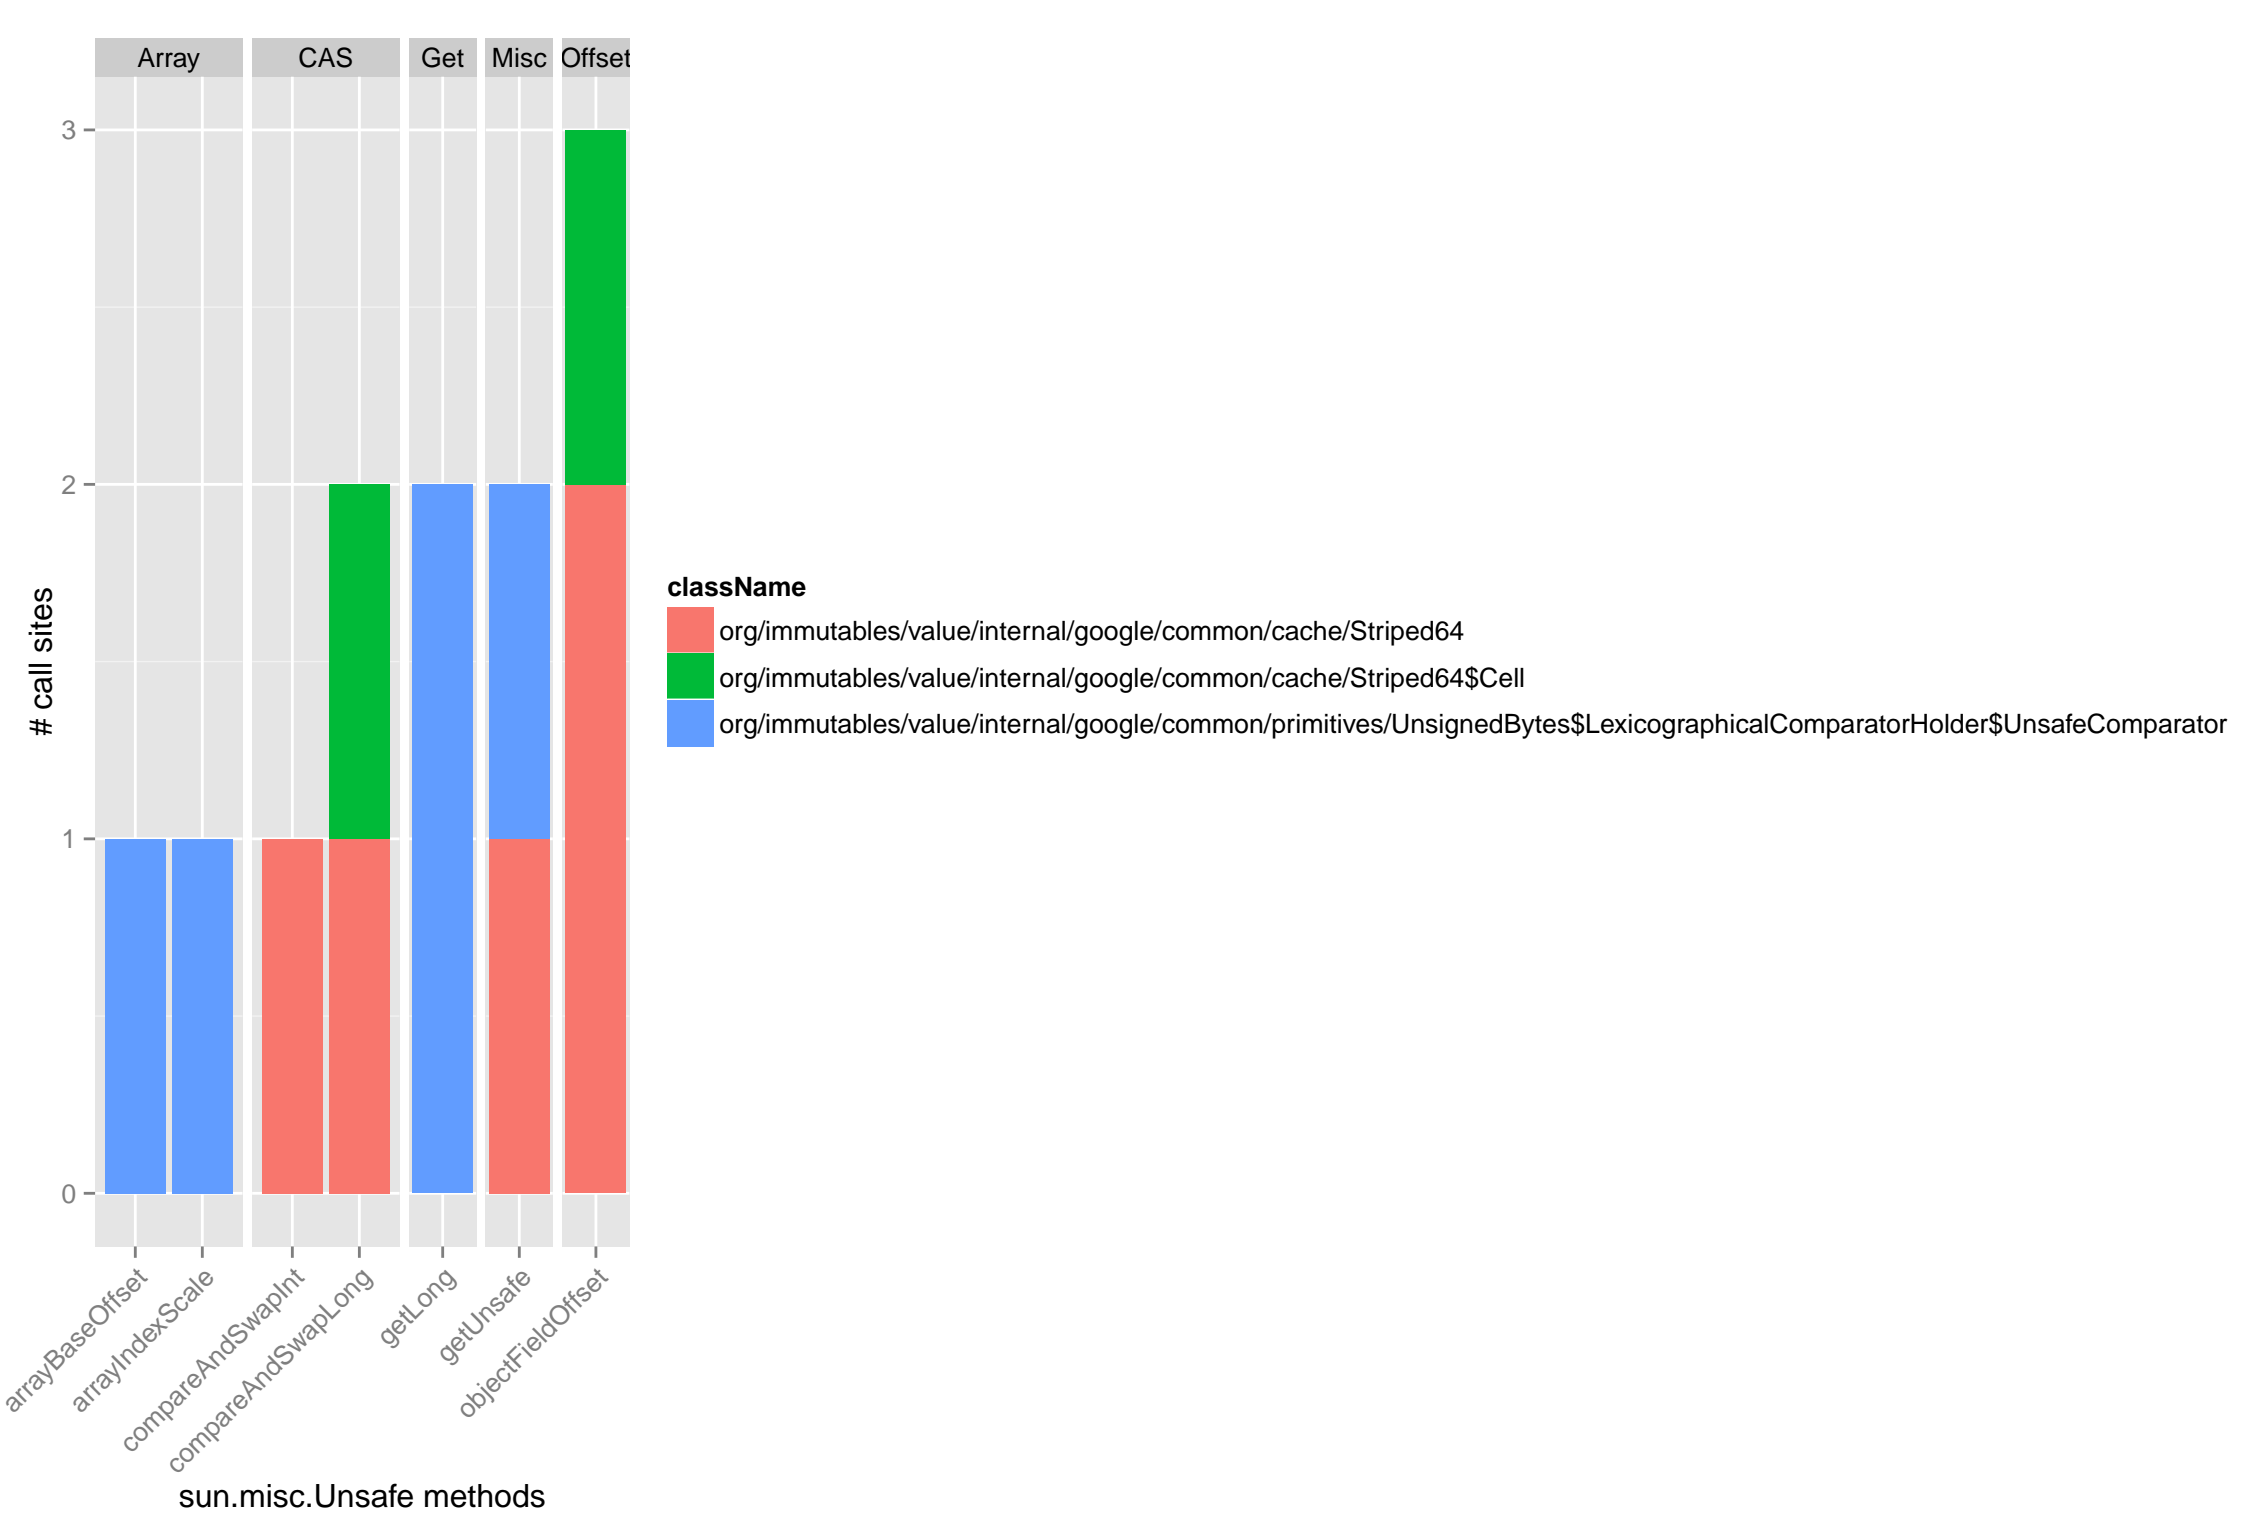 Array CAS Get Misc Offset
3
2
1
0
# call sites
arrayBaseOffset
arrayIndexScale
compareAndSwapInt
compareAndSwapLong
getLong
getUnsafe
objectFieldOffset
sun.misc.Unsafe methods
className
org/immutables/value/internal/google/common/cache/Striped64
org/immutables/value/internal/google/common/cache/Striped64$Cell
org/immutables/value/internal/google/common/primitives/UnsignedBytes$LexicographicalComparatorHolder$UnsafeComparator